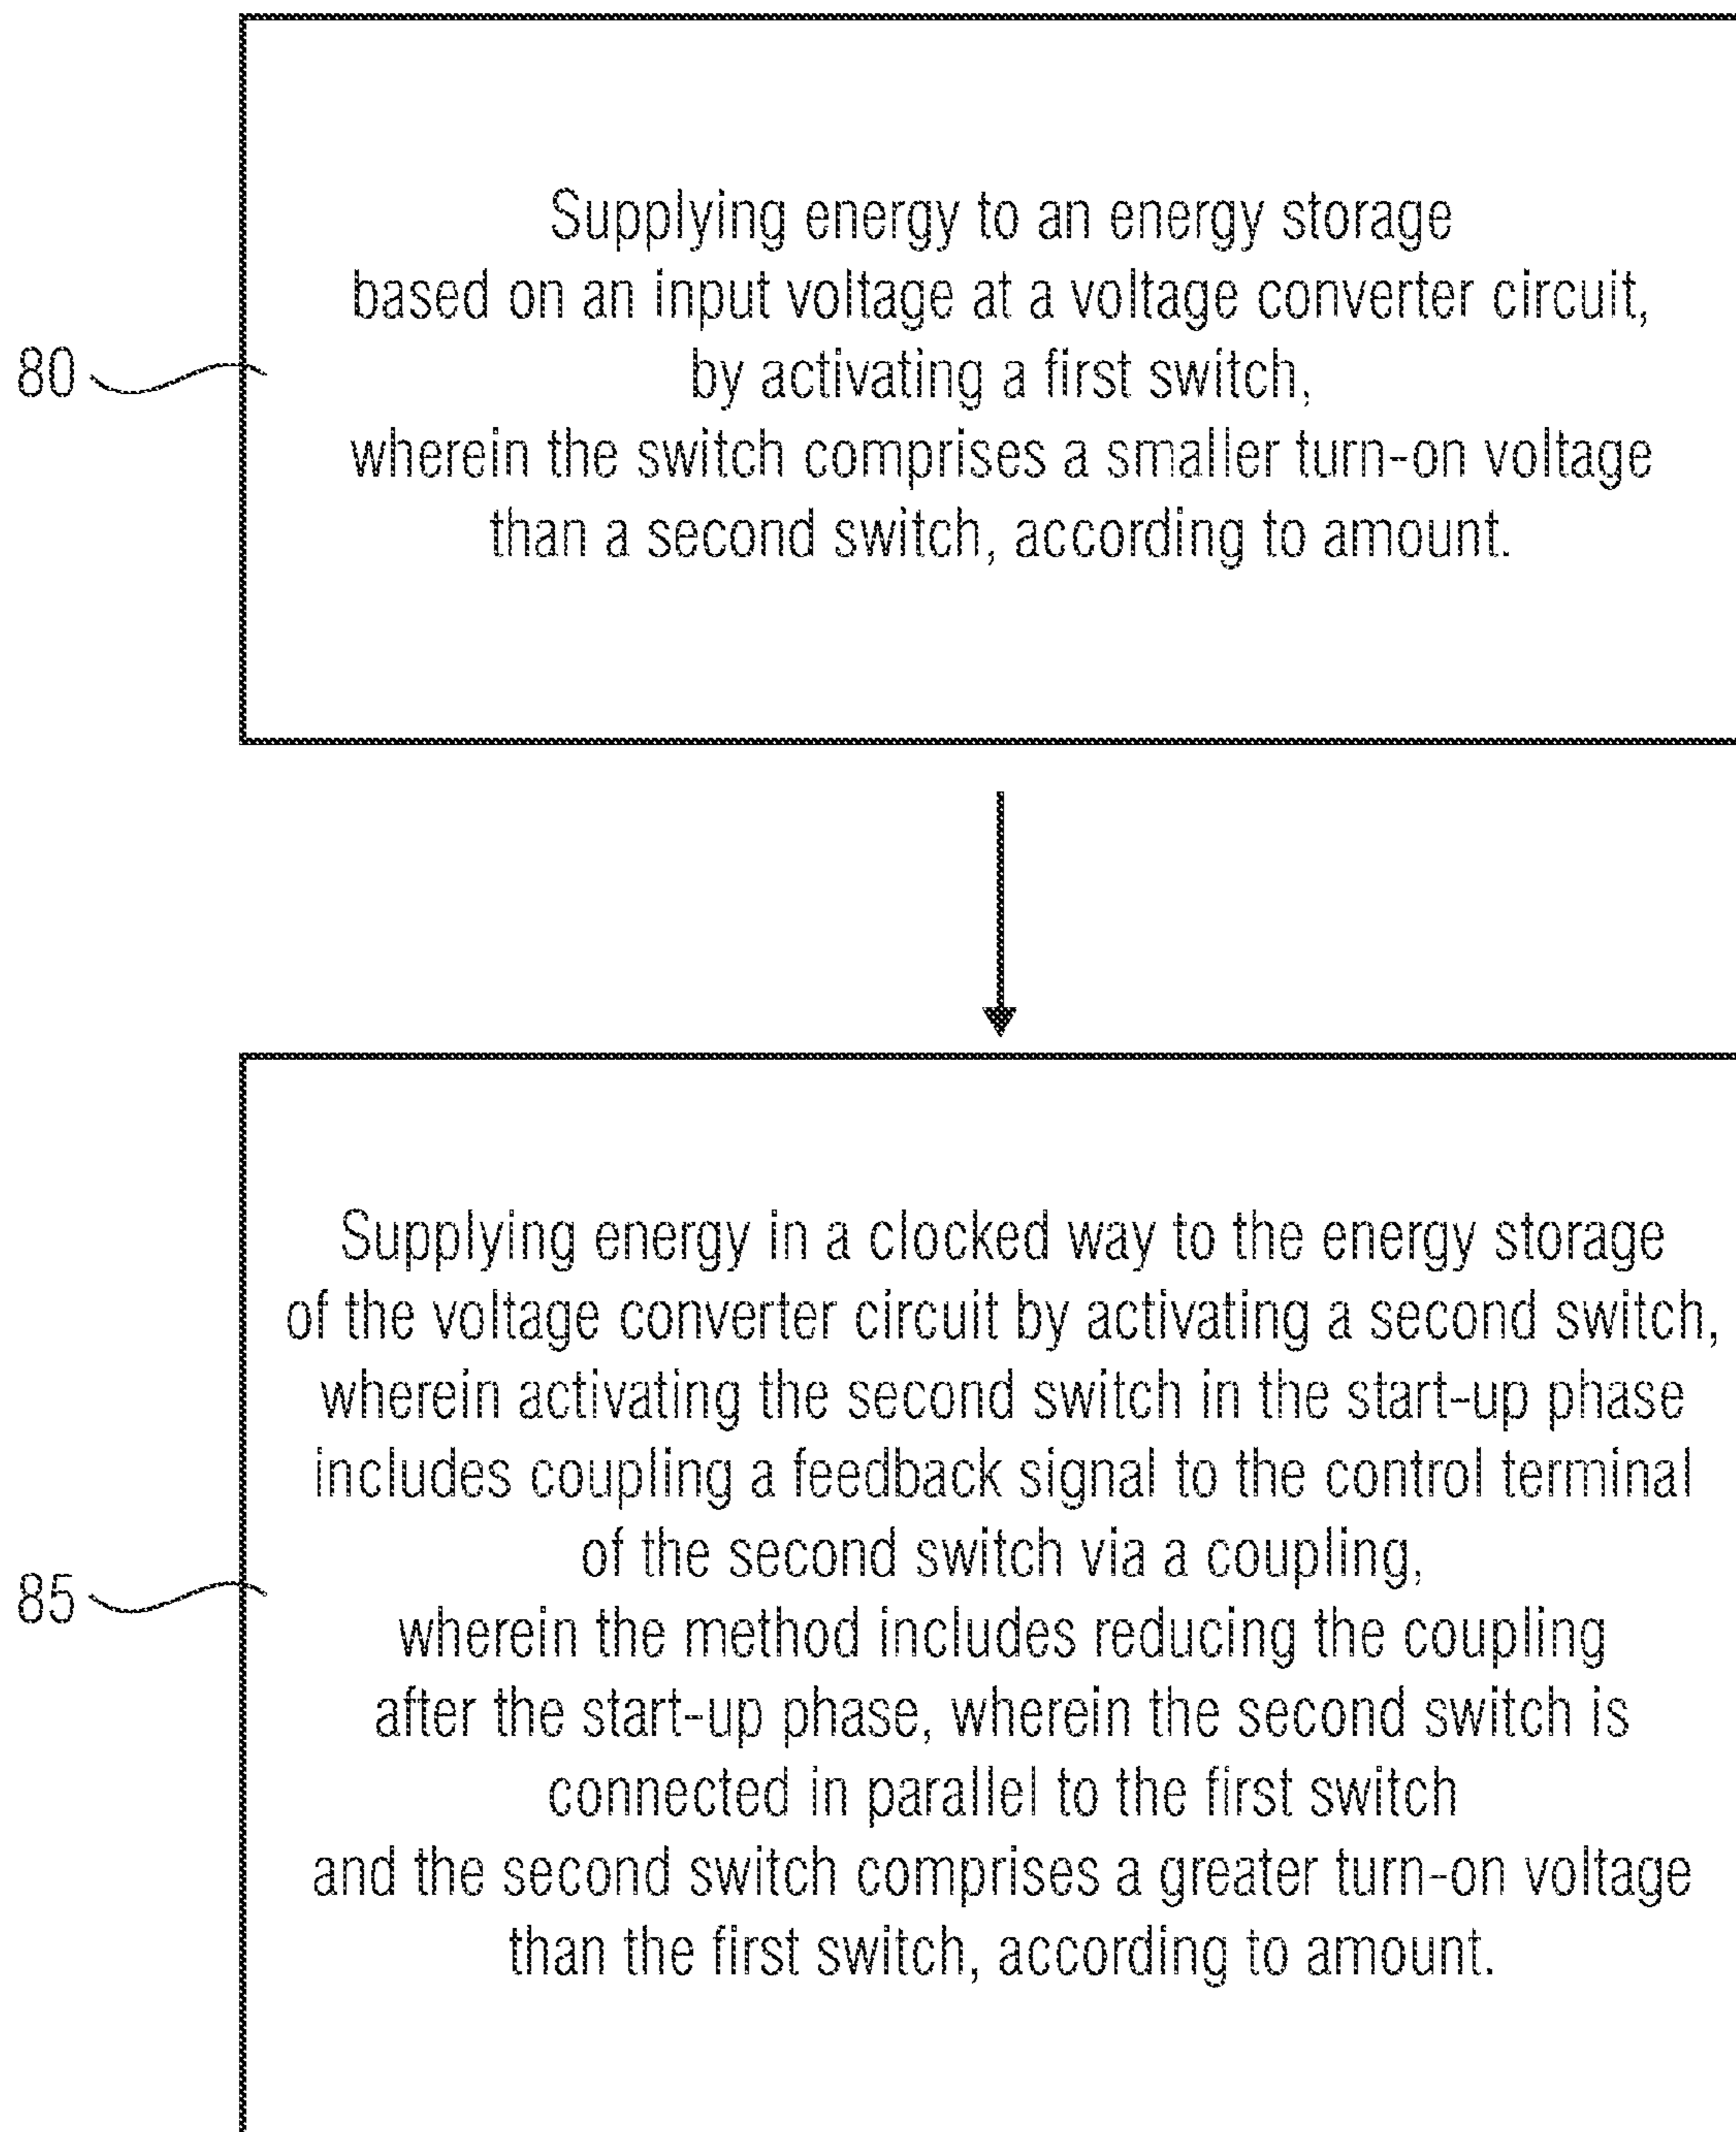 Supplying energy to an energy storage
based on an input voltage at a voltage converter circuit,
by activating a first switch,
wherein the switch comprises a smaller turn-on voltage
than a second switch, according to amount.
80
Supplying energy in a clocked way to the energy storage
of the voltage converter circuit by activating a second switch,
wherein activating the second switch in the start-up phase
includes coupling a feedback signal to the control terminal
of the second switch via a coupling,
wherein the method includes reducing the coupling
after the start-up phase, wherein the second switch is
connected in parallel to the first switch
and the second switch comprises a greater turn-on voltage
than the first switch, according to amount.
85